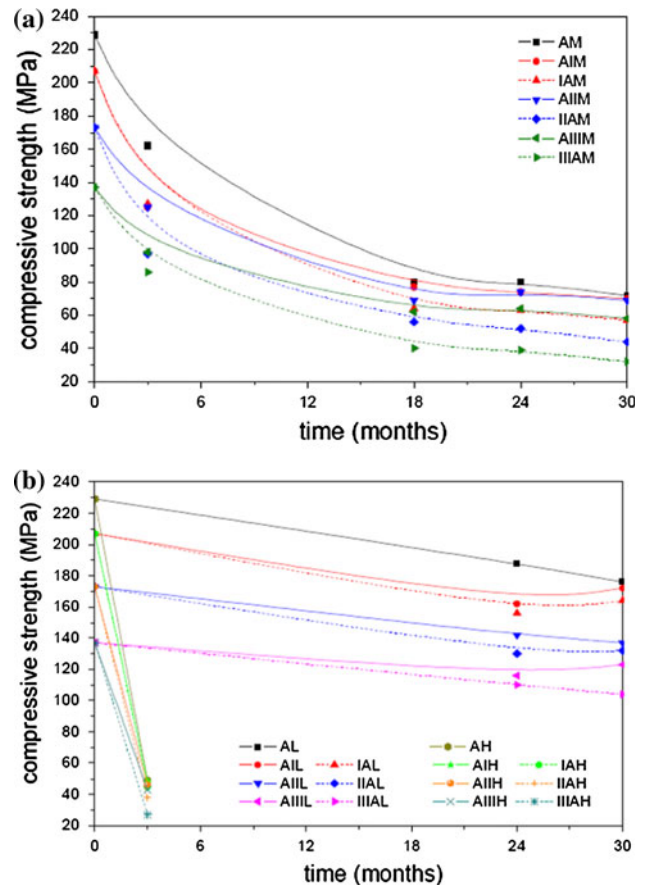 (a)
240
220
200
180
160
140
120
100
80
60
40
20
compressive strength (MPa)
AM
AIM
IAM
AIIM
IIAM
AIIIM
IIIAM
0 6 12 18 24 30
time (months)
(b)
240
220
200
180
160
140
120
100
80
60
40
20
compressive strength (MPa)
AL AH
AIL IAL AIH IAH
AIIL IIAL AIIH IIAH
AIIIL IIIAL AIIIH IIIAH
0 6 12 18 24 30
time (months)